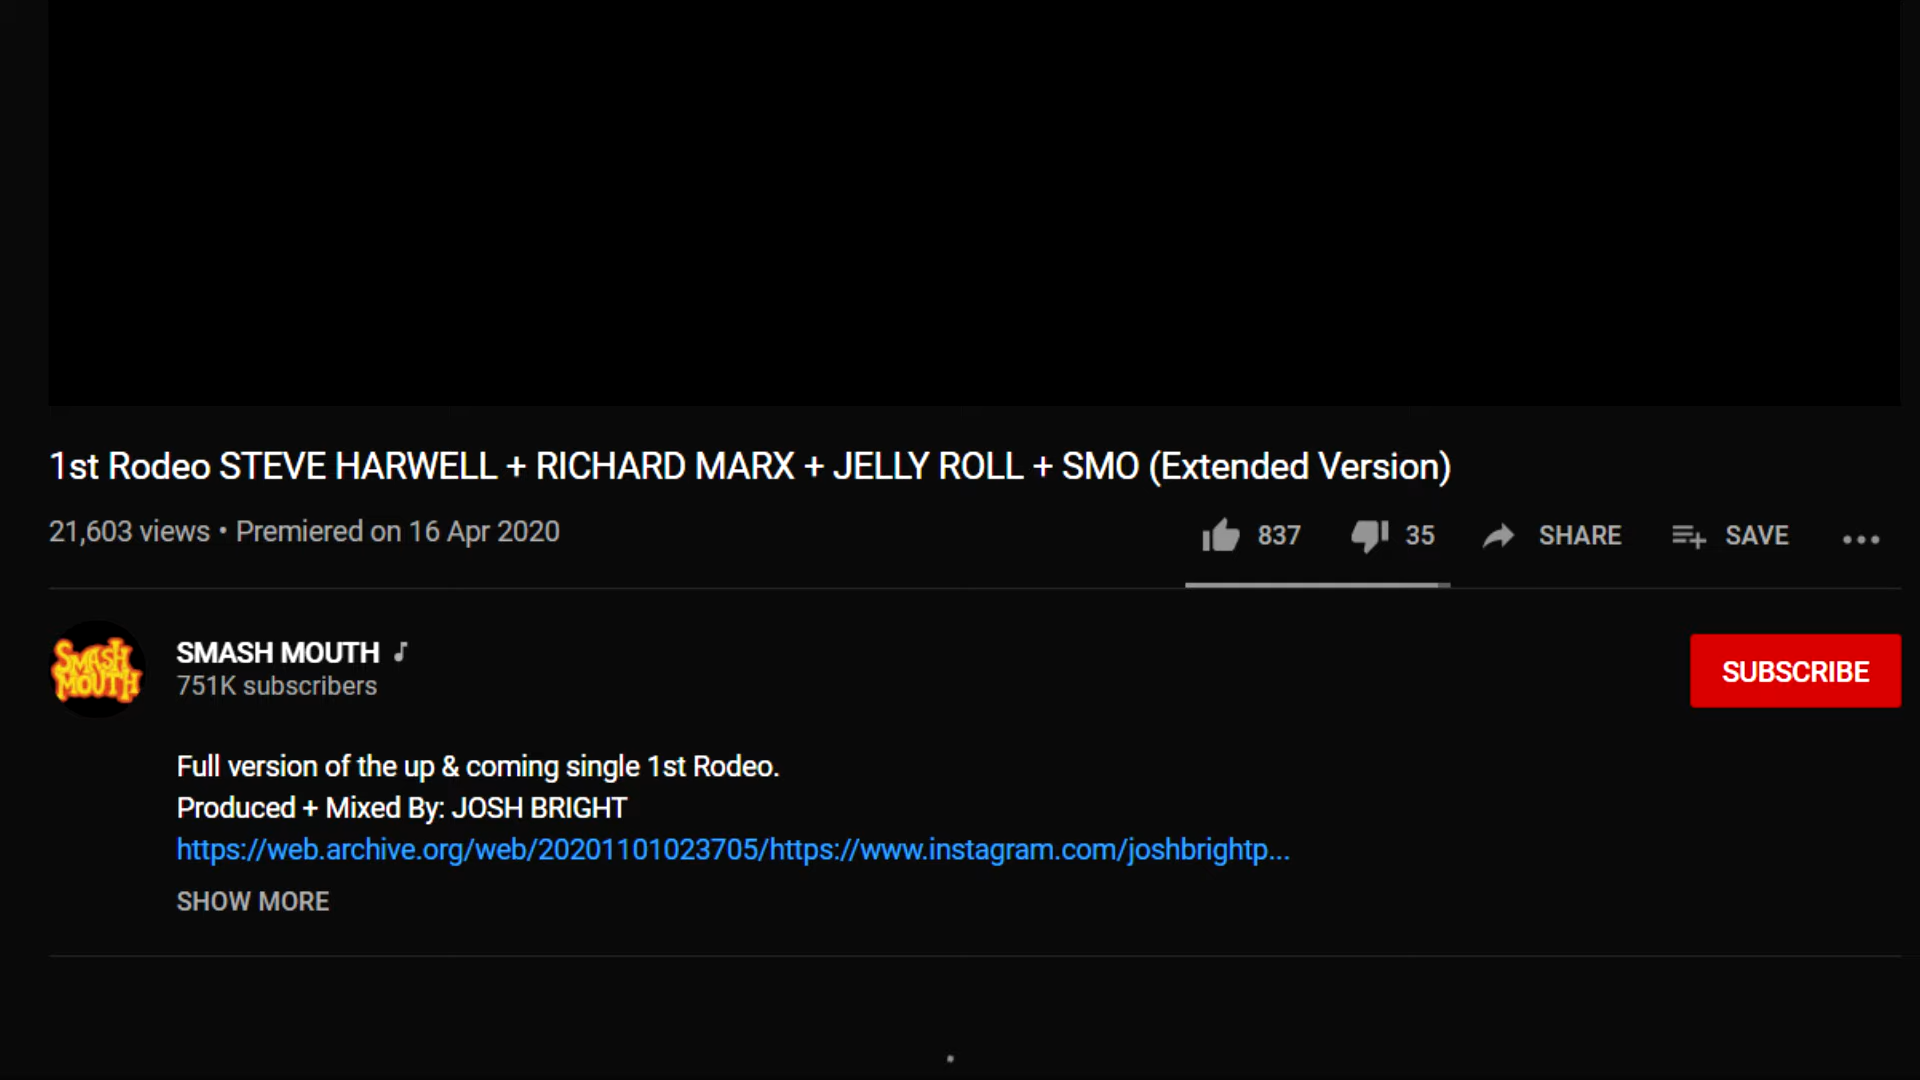 1st Rodeo STEVE HARWELL + RICHARD MARX + JELLY ROLL + SMO (Extended Version)
21,603 views • Premiered on 16 Apr 2020
837 35 SHARE SAVE
SMASH MOUTH
SMASH MOUTH
751K subscribers
SUBSCRIBE
Full version of the up & coming single 1st Rodeo.
Produced + Mixed By: JOSH BRIGHT
https://web.archive.org/web/20201101023705/https://www.instagram.com/joshbrightp...
SHOW MORE